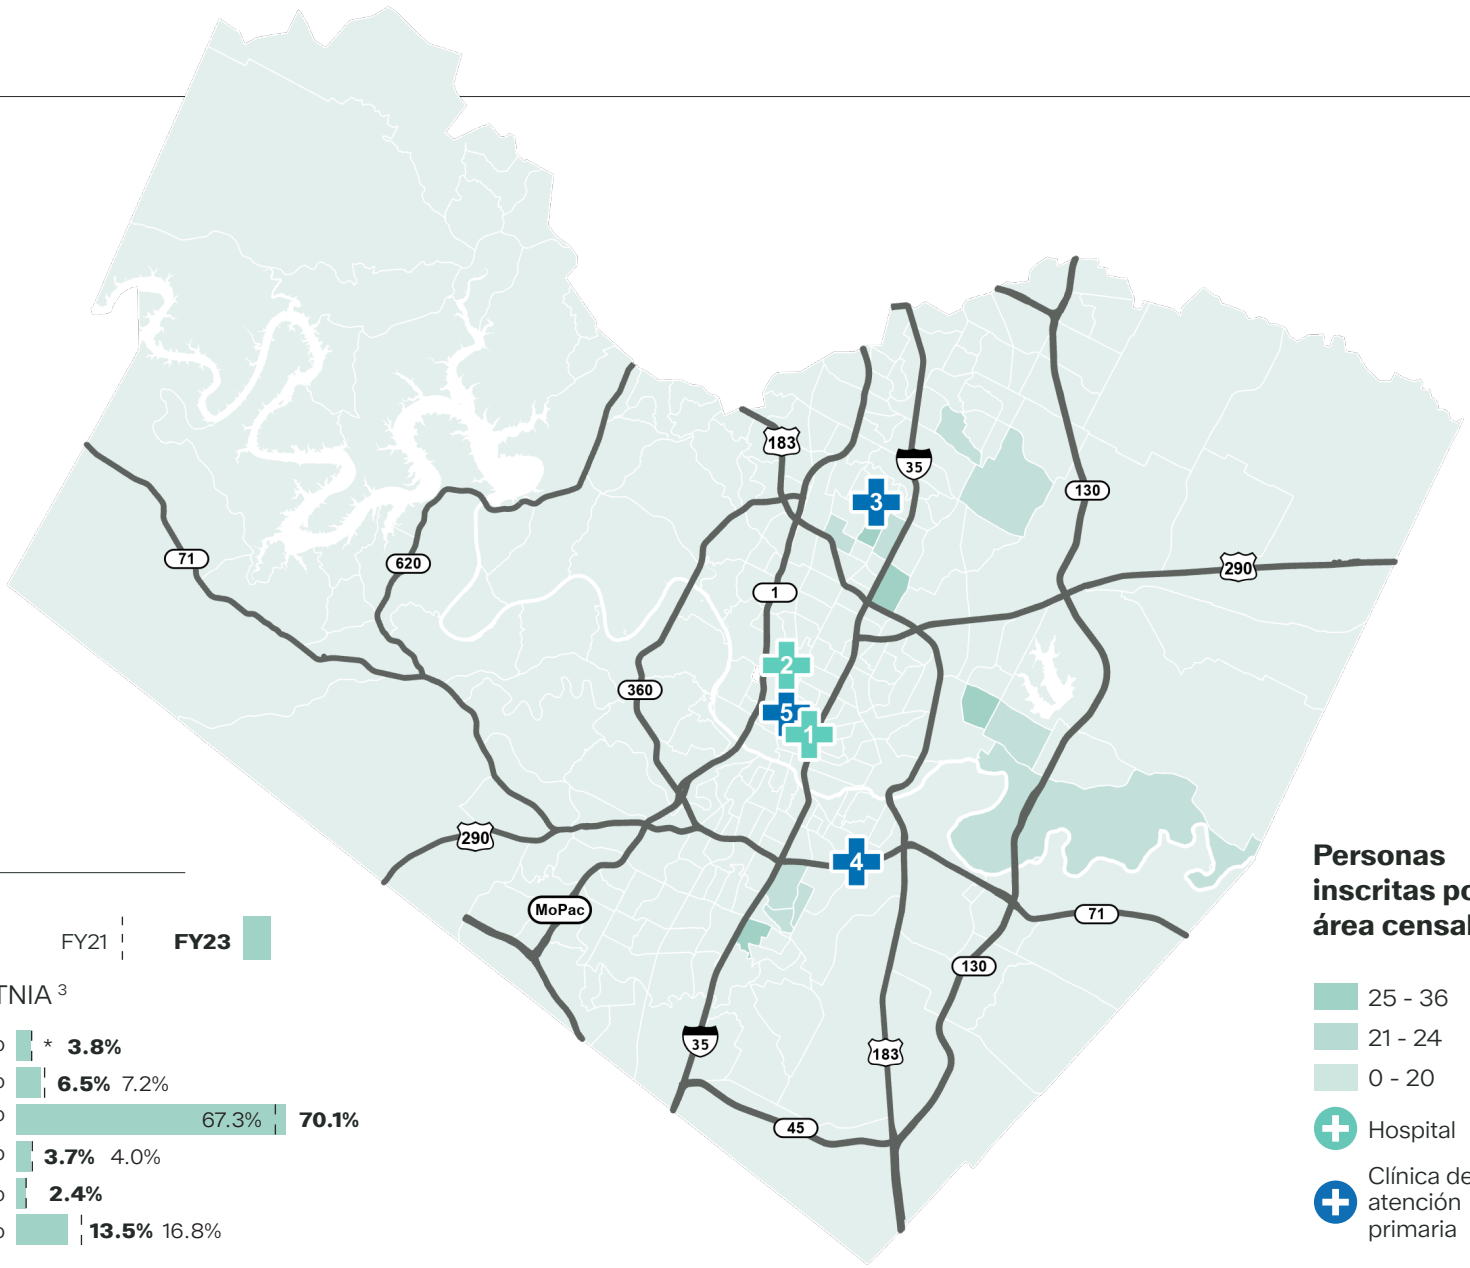 183
35
3
130
71
620
290
1
2
360
5
1
290
4
Personas
inscritas po
área censal
MoPac
71
FY21 FY23
130
TNIA 3
25 - 36
* 3.8%
35
21 - 24
183
6.5% 7.2%
0 - 20
67.3% 70.1%
45
Hospital
3.7% 4.0%
Clínica de
2.4%
atención
13.5% 16.8%
primaria